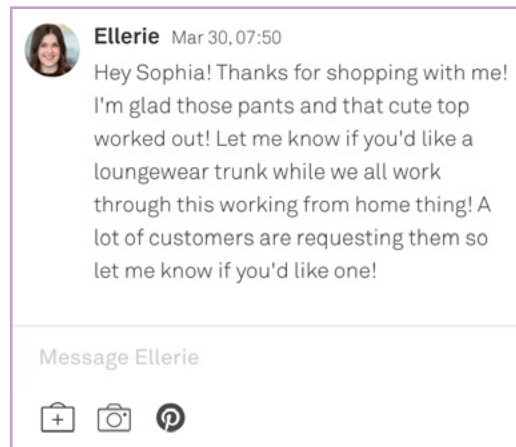 Ellerie Mar 30, 07:50
Hey Sophia! Thanks for shopping with me!
I'm glad those pants and that cute top
worked out! Let me know if you'd like a
loungewear trunk while we all work
through this working from home thing! A
lot of customers are requesting them so
let me know if you'd like one!
Message Ellerie